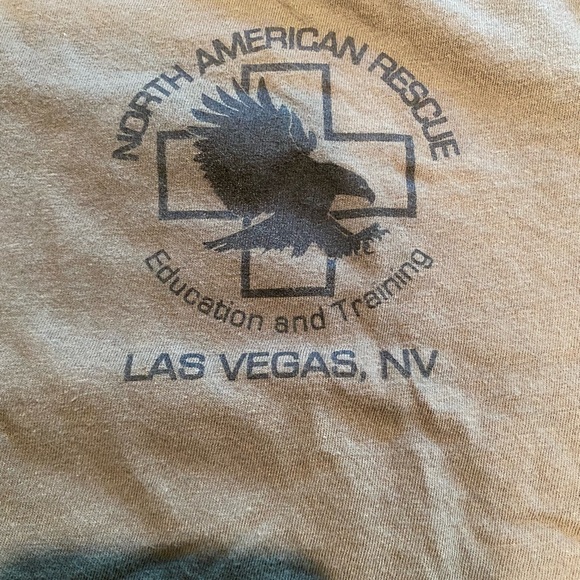 NORTH AMERICAN RESCUE
Education and Training
LAS VEGAS, NV